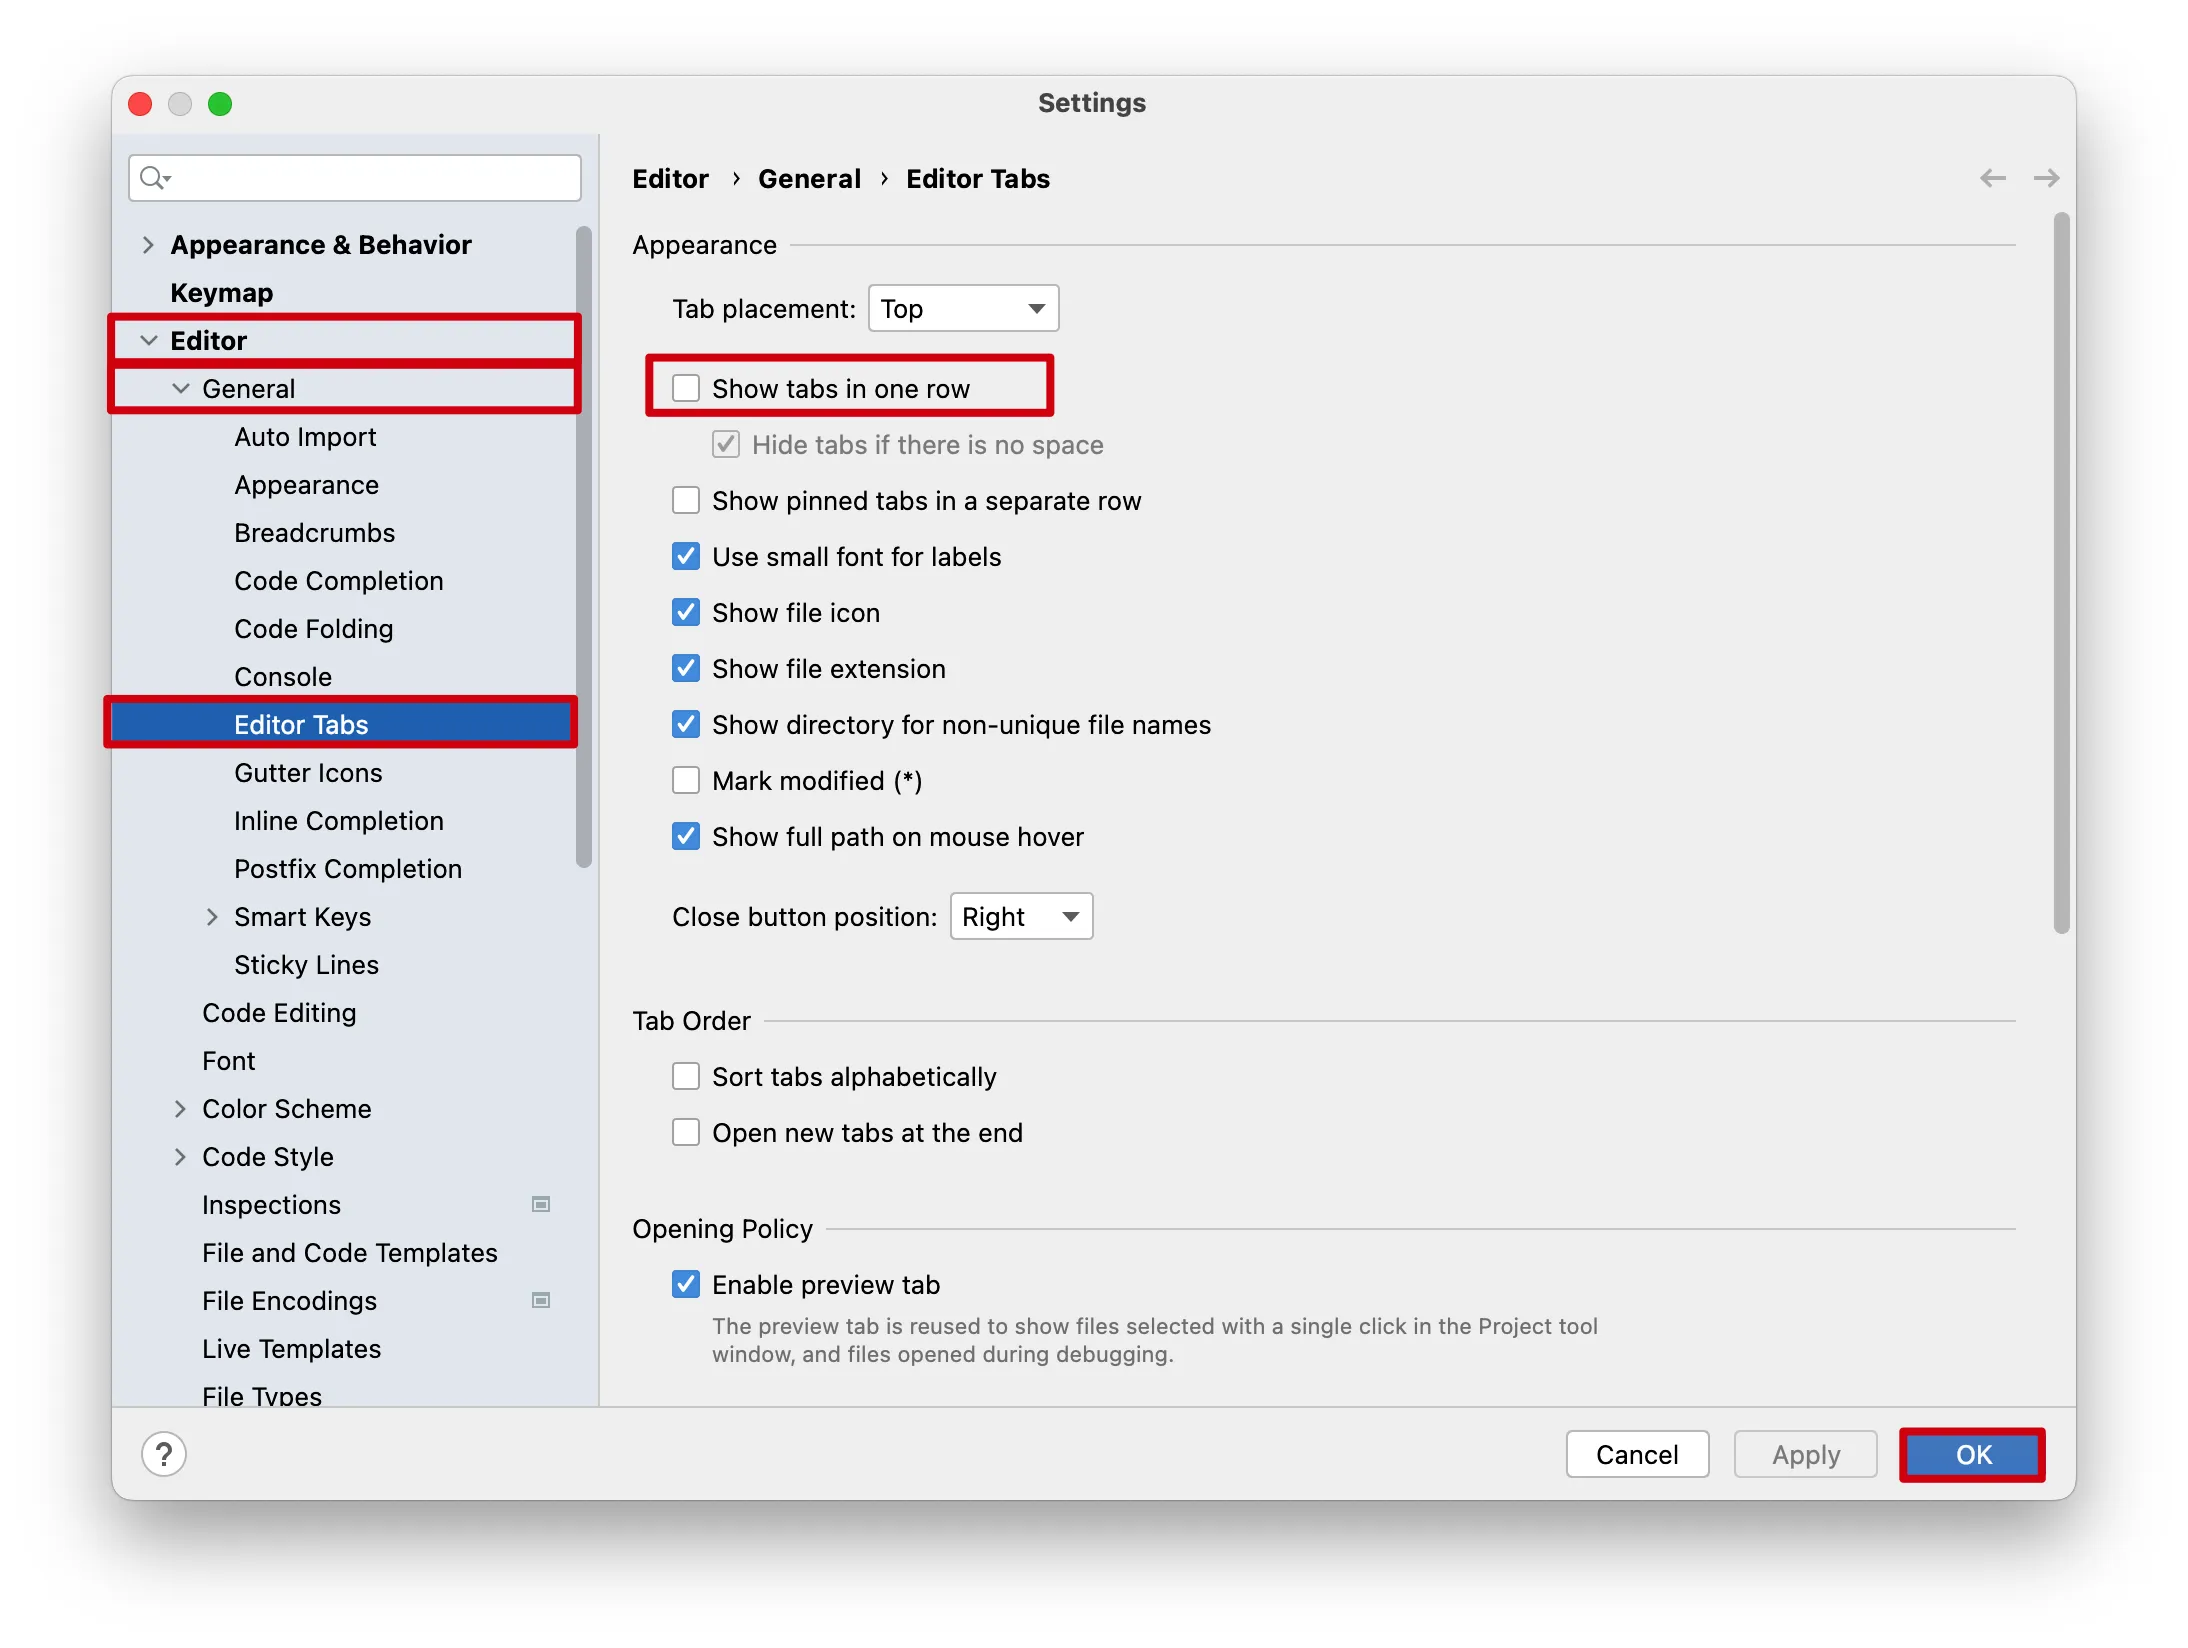 Settings
Appearance & Behavior
Keymap
Editor
General
Auto Import
Appearance
Breadcrumbs
Code Completion
Code Folding
Console
Editor Tabs
Gutter Icons
Inline Completion
Postfix Completion
Smart Keys
Sticky Lines
Code Editing
Font
Color Scheme
Code Style
Inspections
File and Code Templates
File Encodings
Live Templates
File Types
Editor › General › Editor Tabs
Appearance
Tab placement: Top
Show tabs in one row
Hide tabs if there is no space
Show pinned tabs in a separate row
Use small font for labels
Show file icon
Show file extension
Show directory for non-unique file names
Mark modified (*)
Show full path on mouse hover
Close button position: Right
Tab Order
Sort tabs alphabetically
Open new tabs at the end
Opening Policy
Enable preview tab
The preview tab is reused to show files selected with a single click in the Project tool
window, and files opened during debugging.
? Cancel Apply OK